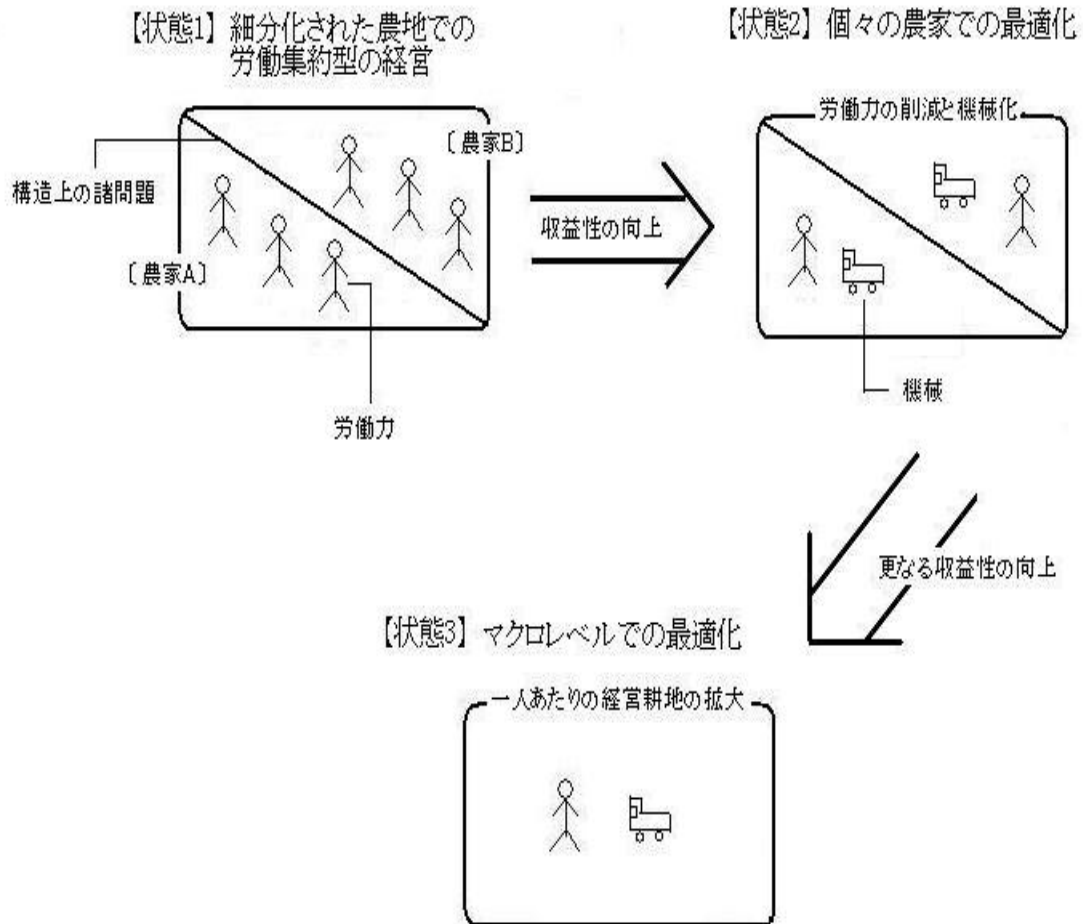 【状態1】 細分化された農地での
労働集約型の経営
構造上の諸問題
〔農家B〕
〔農家A〕
労働力
収益性の向上
【状態2】 個々の農家での最適化
労働力の削減と機械化
機械
更なる収益性の向上
【状態3】 マクロレベルでの最適化
一人あたりの経営耕地の拡大